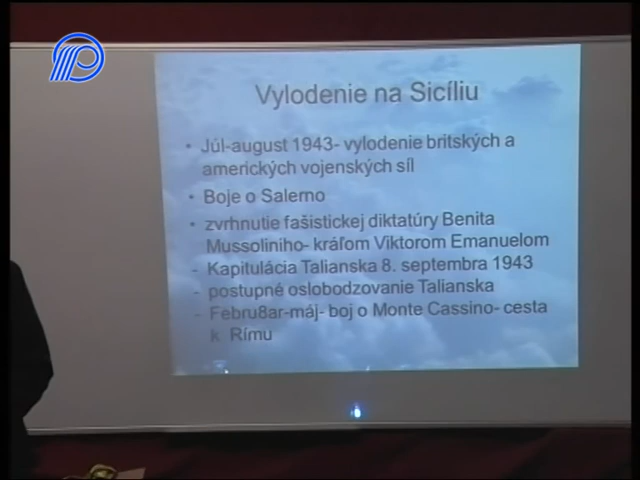 Vylodenie na Sicíliu
• Júl-august 1943- vylodenie britských a
amerických vojenských síl
• Boje o Salerno
• zvrhnutie fašistickej diktatúry Benita
Mussoliniho- kráľom Viktorom Emanuelom
- Kapitulácia Talianska 8. septembra 1943
- postupné oslobodzovanie Talianska
- Febru8ar-máj- boj o Monte Cassino- cesta
k Rímu